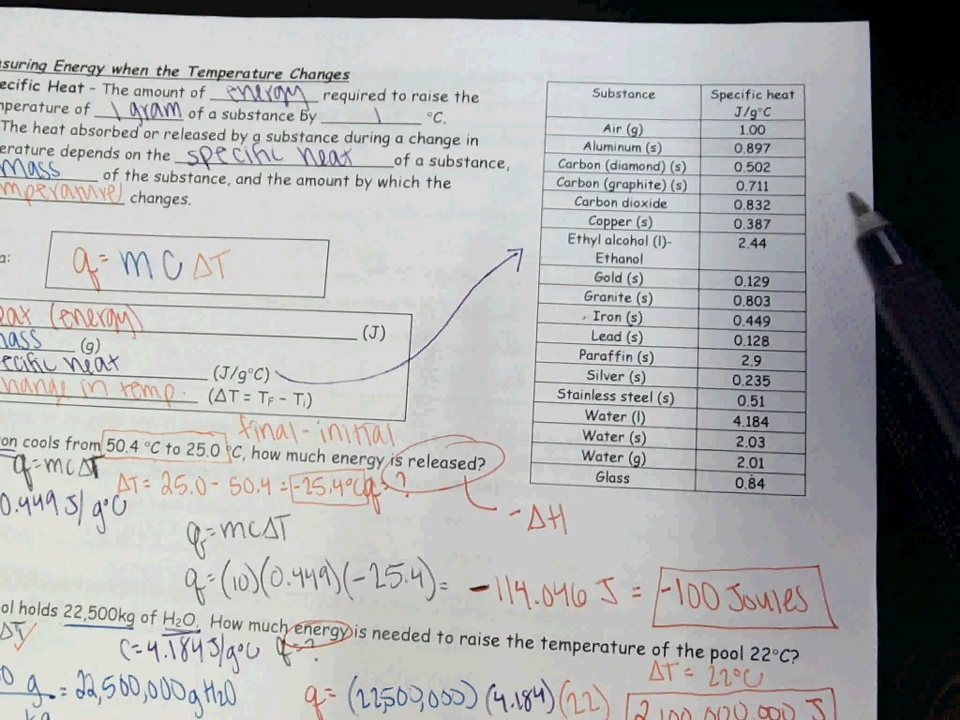 suring Energy when the Temperature Changes
ecific Heat - The amount of energy required to raise the
perature of 1 gram of a substance by 1 °C.
The heat absorbed or released by a substance during a change in
erature depends on the specific heat of a substance,
mass of the substance, and the amount by which the
mperature changes.
a:
q = m C ΔT
eat (energy) (J)
mass (g)
ecific heat (J/g°C)
hange in temp. (ΔT = TF - Ti)
final - initial
on cools from 50.4 °C to 25.0 °C, how much energy is released?
q = mCΔT
ΔT = 25.0 - 50.4 = -25.4°C q = ?
0.449 J/g°C
- ΔH
q = mCΔT
q = (10)(0.449)(-25.4) = -114.046 J = -100 Joules
ol holds 22,500kg of H2O. How much energy is needed to raise the temperature of the pool 22°C?
ΔT
C = 4.184 J/g°C q = ?
ΔT = 22°C
g = 22,500,000 g H2O
kg
q = (22,500,000)(4.184)(22)
2,100,000,000 J
Substance Specific heat
J/g°C
Air (g) 1.00
Aluminum (s) 0.897
Carbon (diamond) (s) 0.502
Carbon (graphite) (s) 0.711
Carbon dioxide 0.832
Copper (s) 0.387
Ethyl alcohol (l)- 2.44
Ethanol
Gold (s) 0.129
Granite (s) 0.803
Iron (s) 0.449
Lead (s) 0.128
Paraffin (s) 2.9
Silver (s) 0.235
Stainless steel (s) 0.51
Water (l) 4.184
Water (s) 2.03
Water (g) 2.01
Glass 0.84